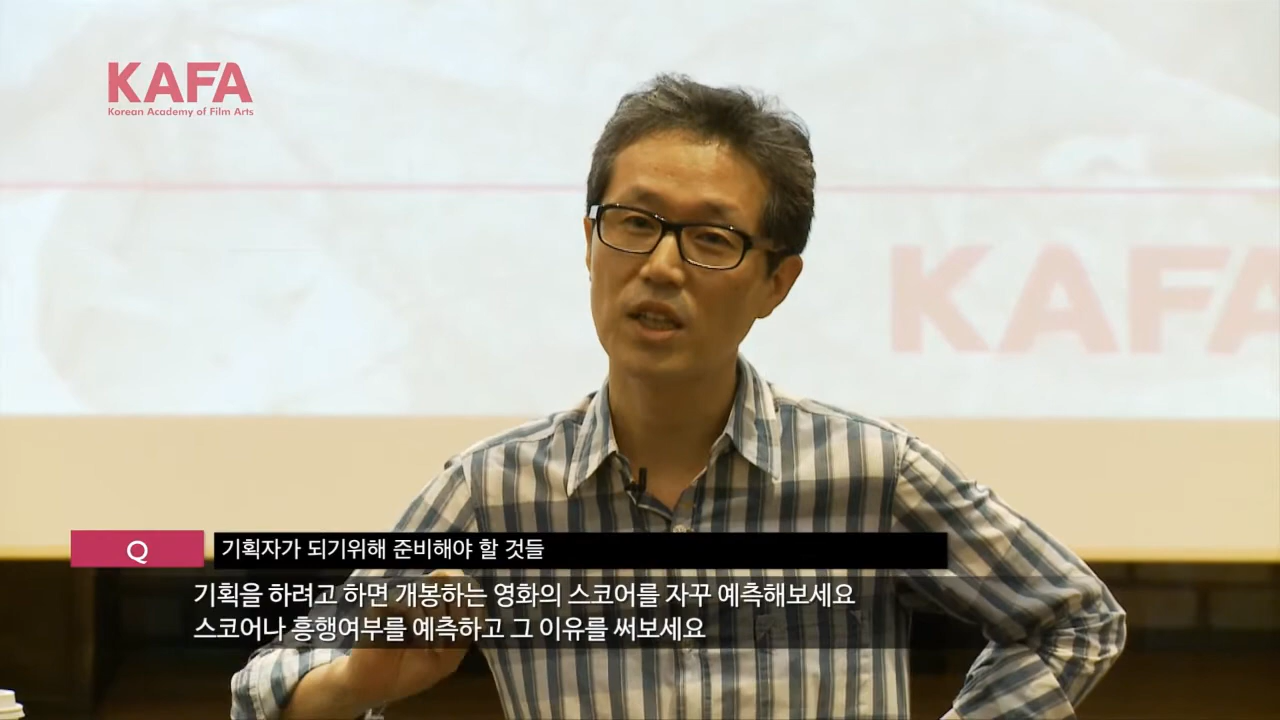 KAFA
Korean Academy of Film Arts
KAFA
Q
기획자가 되기위해 준비해야 할 것들
기획을 하려고 하면 개봉하는 영화의 스코어를 자꾸 예측해보세요
스코어나 흥행여부를 예측하고 그 이유를 써보세요